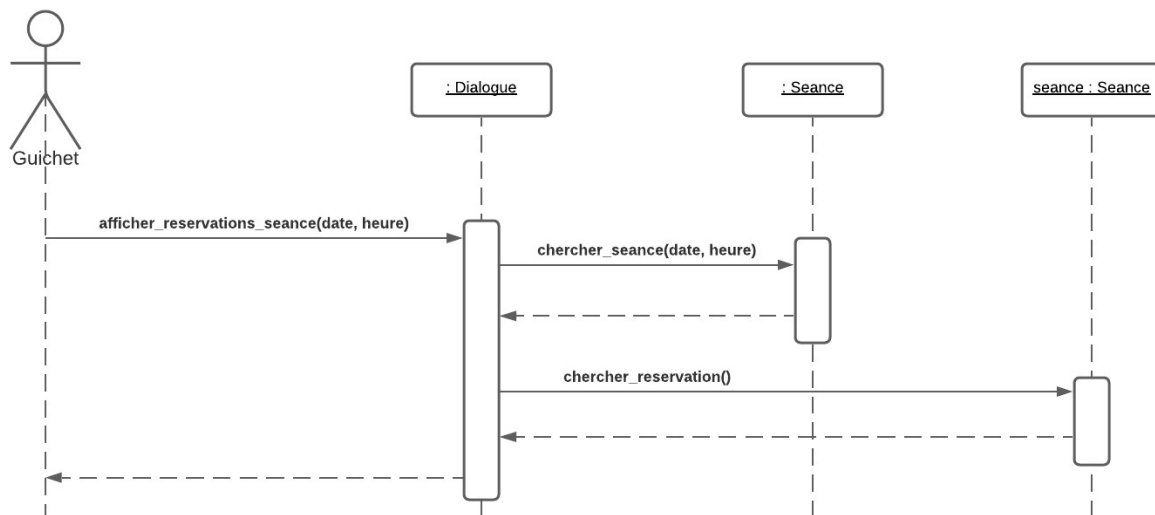 : Dialogue
: Seance
seance : Seance
Guichet
afficher_reservations_seance(date, heure)
chercher_seance(date, heure)
chercher_reservation()